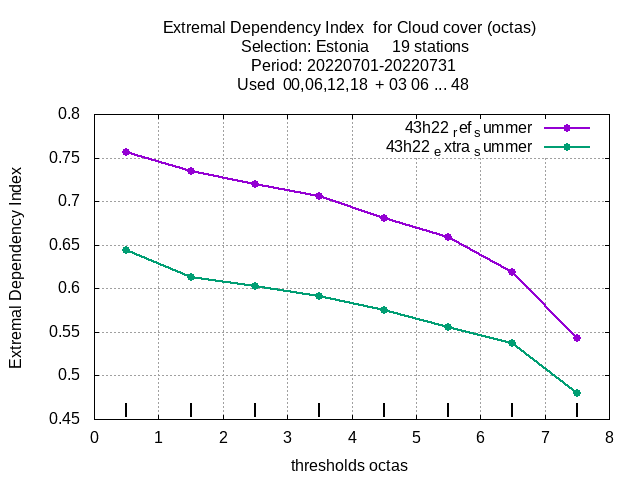 Extremal Dependency Index  for Cloud cover (octas)
Selection: Estonia     19 stations
Period: 20220701-20220731
Used  00,06,12,18  + 03 06 ... 48
43h22 ref summer
43h22 extra summer
0.8
0.75
0.7
0.65
0.6
0.55
0.5
0.45
Extremal Dependency Index
0 1 2 3 4 5 6 7 8
thresholds octas